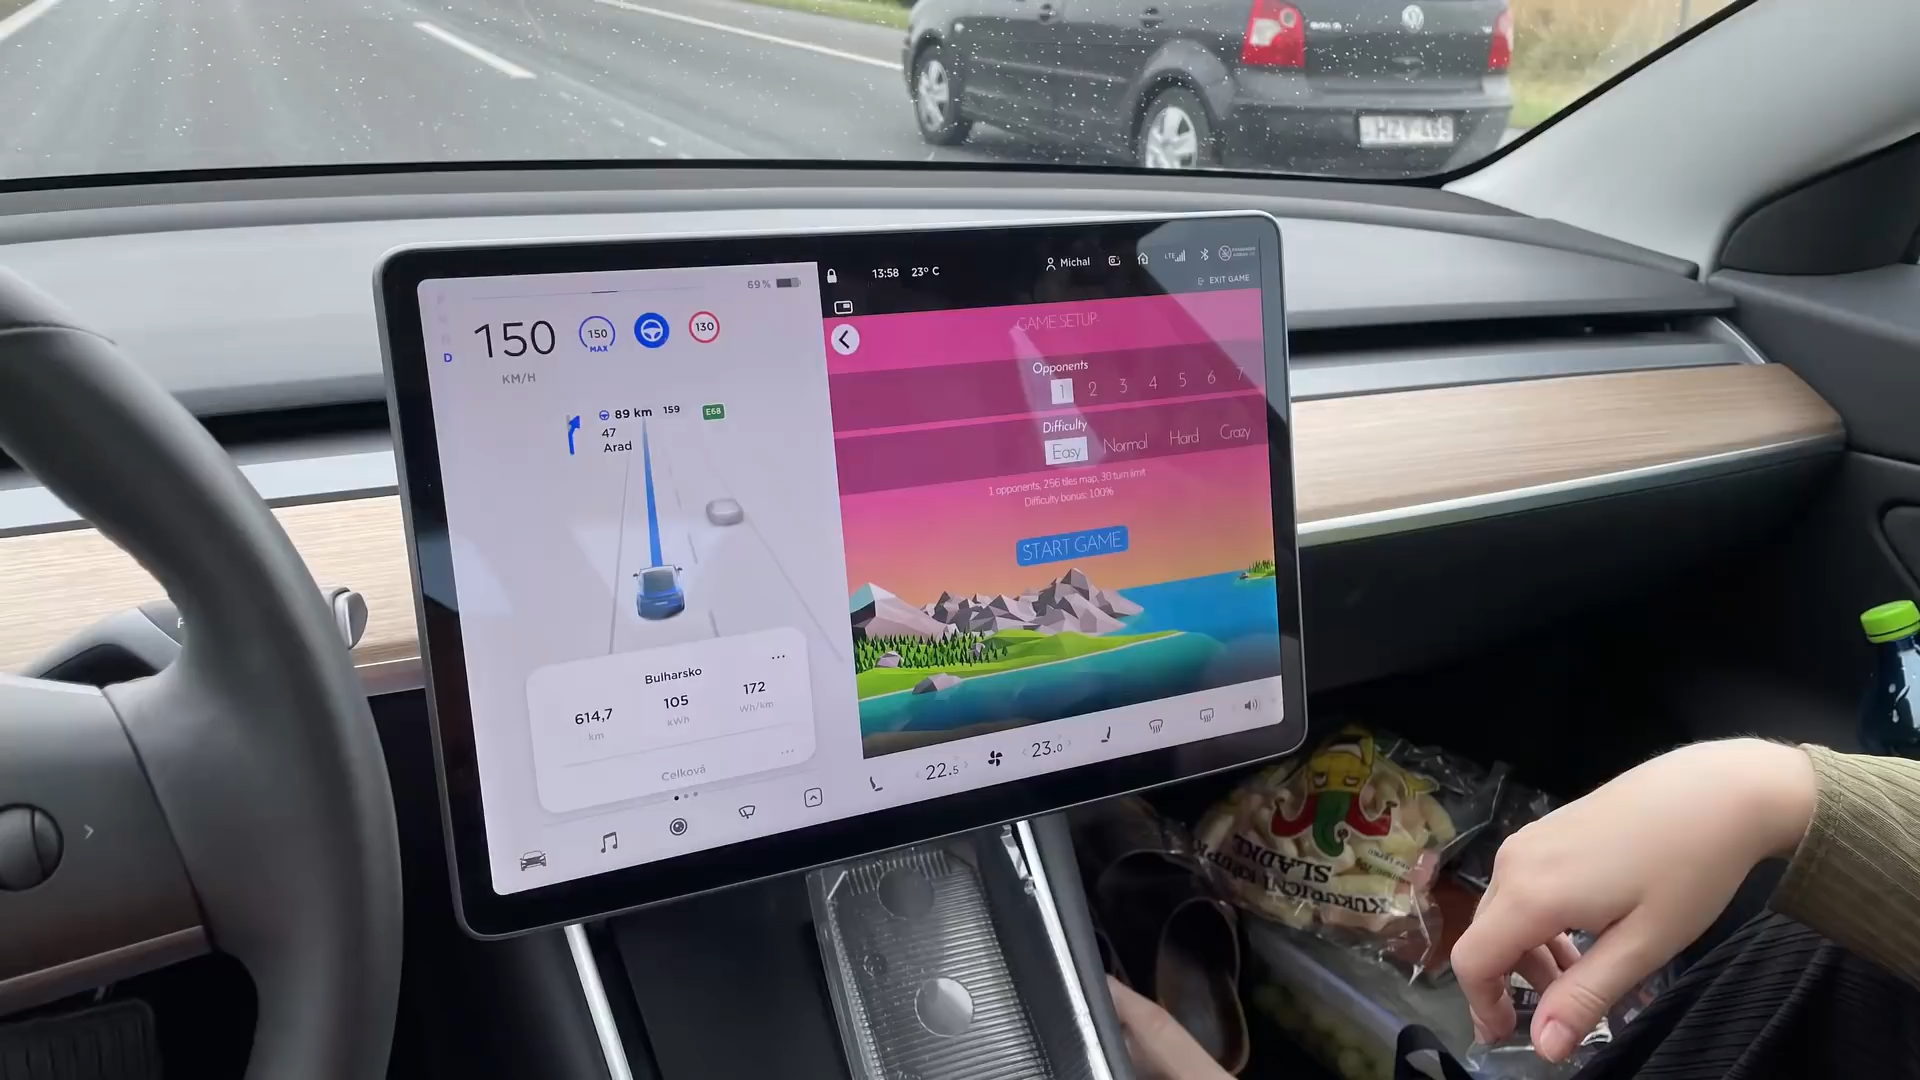 HZY-469
69%
150
150
MAX
130
D
KM/H
89 km 159 E68
47
Arad
Bulharsko
614,7 105 172
km kWh Wh/km
Celková
13:58 23°C
Michal
LTE
EXIT GAME
GAME SETUP
Opponents
1 2 3 4 5 6 7
Difficulty
Easy Normal Hard Crazy
1 opponents, 256 tiles map, 30 turn limit
Difficulty bonus: 100%
START GAME
22.5 23.0
SLADKÉ